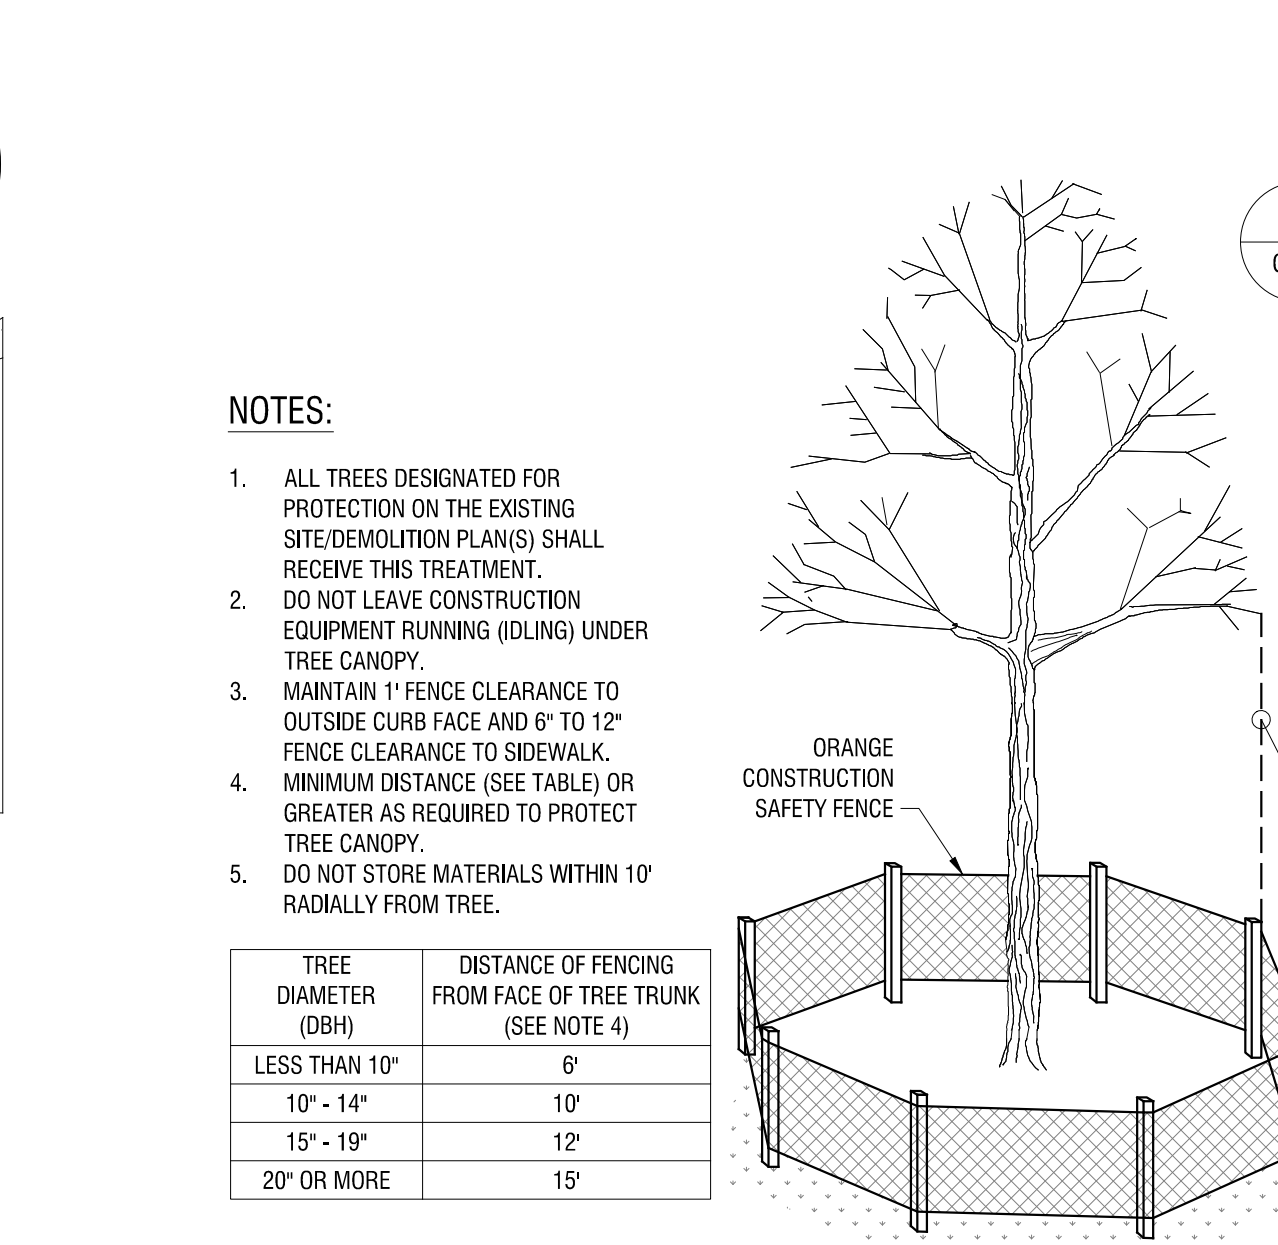 NOTES:
1. ALL TREES DESIGNATED FOR
PROTECTION ON THE EXISTING
SITE/DEMOLITION PLAN(S) SHALL
RECEIVE THIS TREATMENT.
2. DO NOT LEAVE CONSTRUCTION
EQUIPMENT RUNNING (IDLING) UNDER
TREE CANOPY.
3. MAINTAIN 1' FENCE CLEARANCE TO
OUTSIDE CURB FACE AND 6" TO 12"
FENCE CLEARANCE TO SIDEWALK.
4. MINIMUM DISTANCE (SEE TABLE) OR
GREATER AS REQUIRED TO PROTECT
TREE CANOPY.
5. DO NOT STORE MATERIALS WITHIN 10'
RADIALLY FROM TREE.
ORANGE
CONSTRUCTION
SAFETY FENCE
TREE
DIAMETER
(DBH)
DISTANCE OF FENCING
FROM FACE OF TREE TRUNK
(SEE NOTE 4)
LESS THAN 10" 6'
10" - 14" 10'
15" - 19" 12'
20" OR MORE 15'